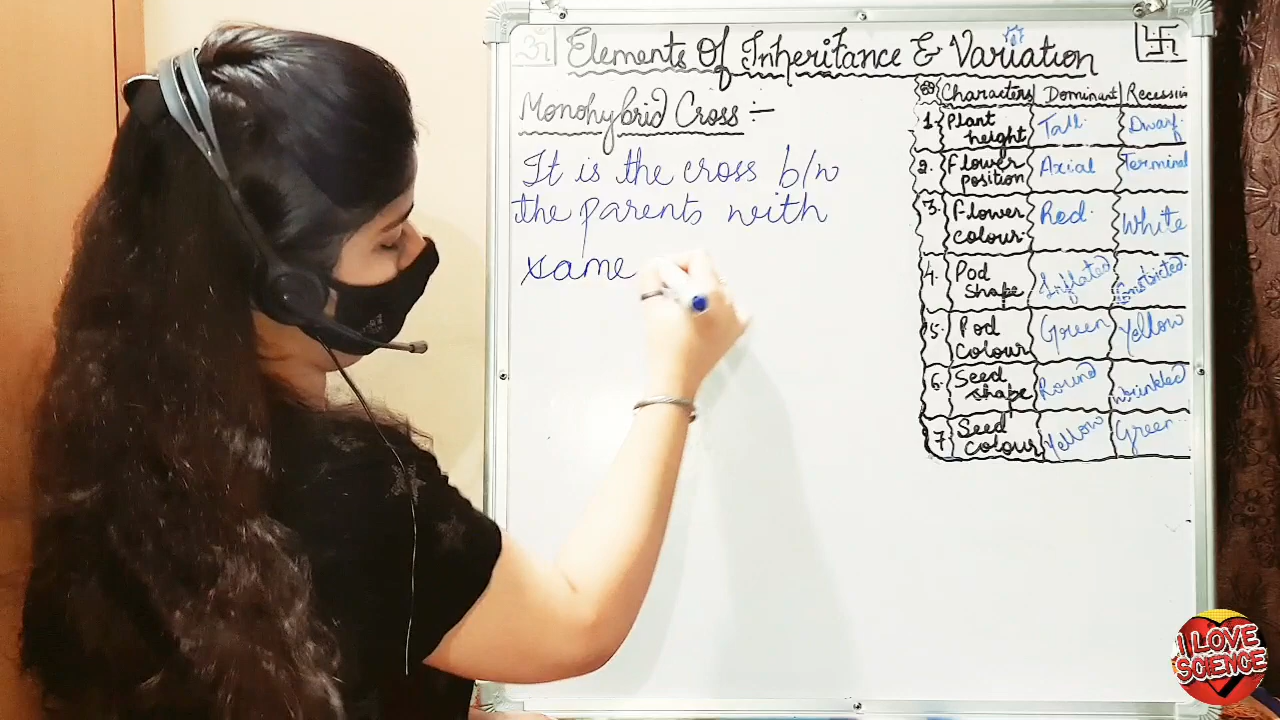 ॐ
Elements Of Inheritance & Variation
Monohybrid Cross :-
It is the cross b/w
the parents with
same
Characters Dominant Recessi
1. Plant height Tall. Dwarf.
2. Flower position Axial Terminal
3. Flower colour. Red. White
4. Pod Shape Inflated Constricted.
5. Pod colour Green Yellow
6. Seed shape Round Wrinkled
7. Seed colour Yellow Green
I LOVE
SCIENCE